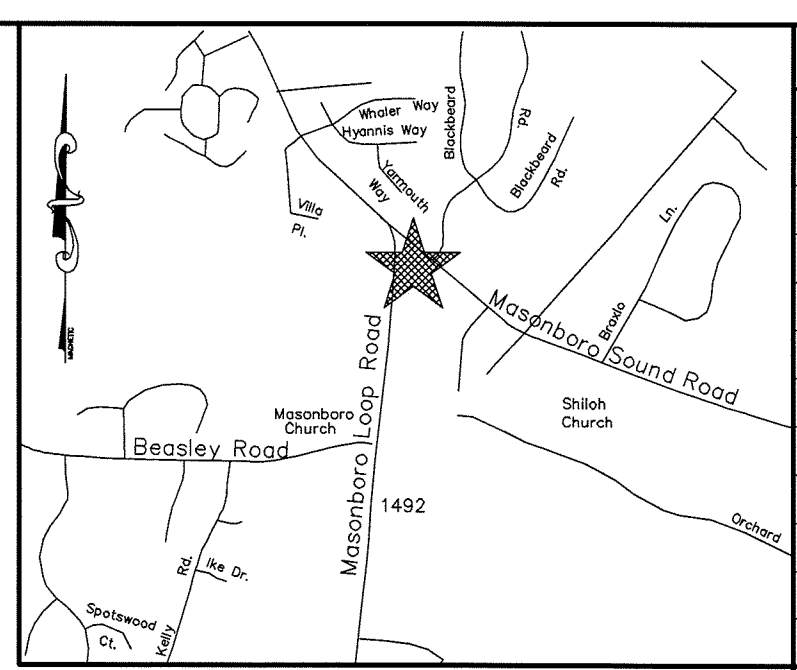 Whaler Way
Hyannis Way
Yarmouth
Way
Blackbeard
Rd.
Blackbeard
Rd.
Villa
Pl.
MAGNETIC
Ln.
Braxlo
Masonboro Sound Road
Masonboro Loop Road
Masonboro
Church
Shiloh
Church
Beasley Road
1492
Orchard
Rd.
Ike Dr.
Spotswood
Ct.
Kelly